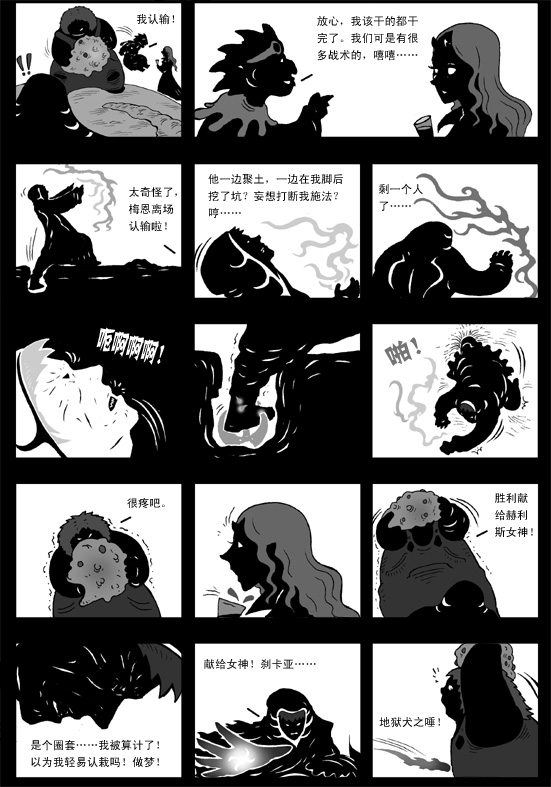 我认输！
!!
放心，我该干的都干
完了。我们可是有很
多战术的，嘻嘻……
太奇怪了，
梅恩离场
认输啦！
他一边聚土，一边在我脚后
挖了坑？妄想打断我施法？
哼……
剩一个人
了……
啊啊啊！
啪！
很疼吧。
胜利献
给赫利
斯女神！
是个圈套……我被算计了！
以为我轻易认栽吗！做梦！
献给女神！刹卡亚……
地狱犬之唾！